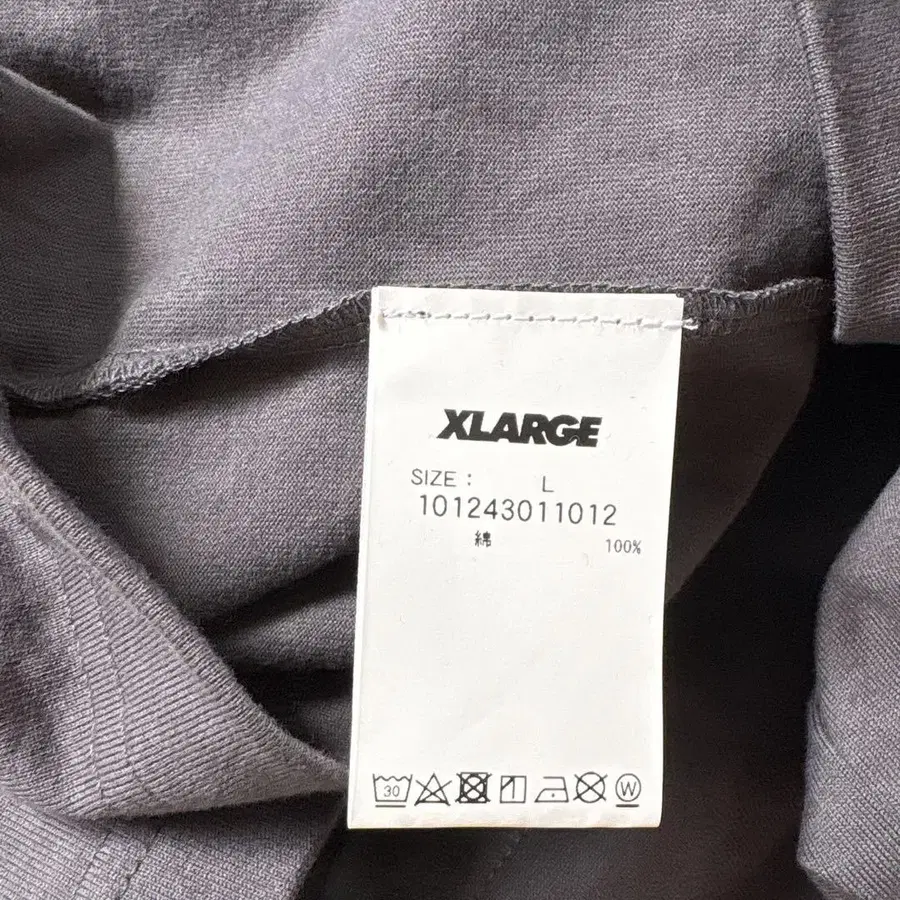 XLARGE
SIZE : L
101243011012
綿 100%
30 W